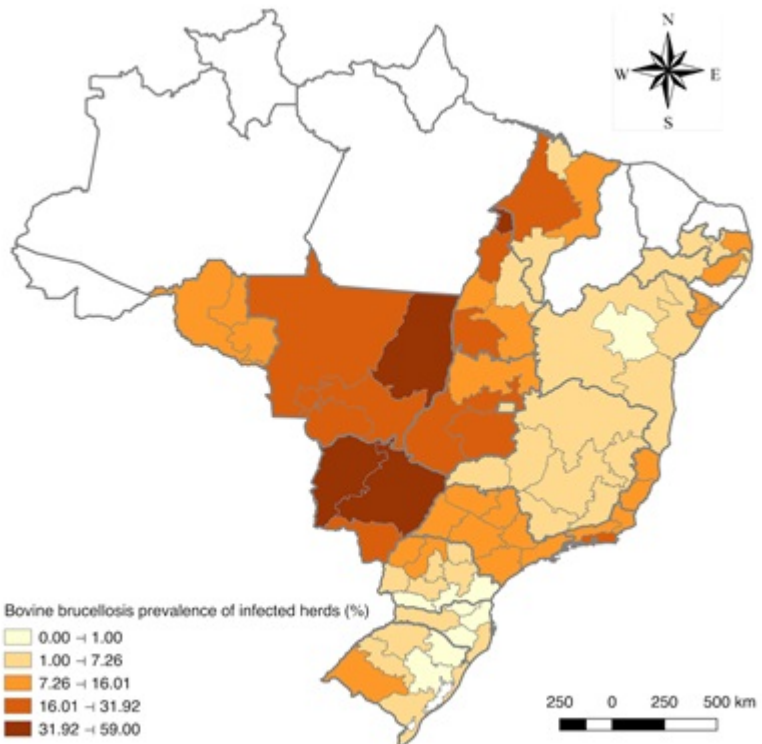 N
W E
S
Bovine brucellosis prevalence of infected herds (%)
0.00 ⊣ 1.00
1.00 ⊣ 7.26
7.26 ⊣ 16.01
16.01 ⊣ 31.92
31.92 ⊣ 59.00
250 0 250 500 km